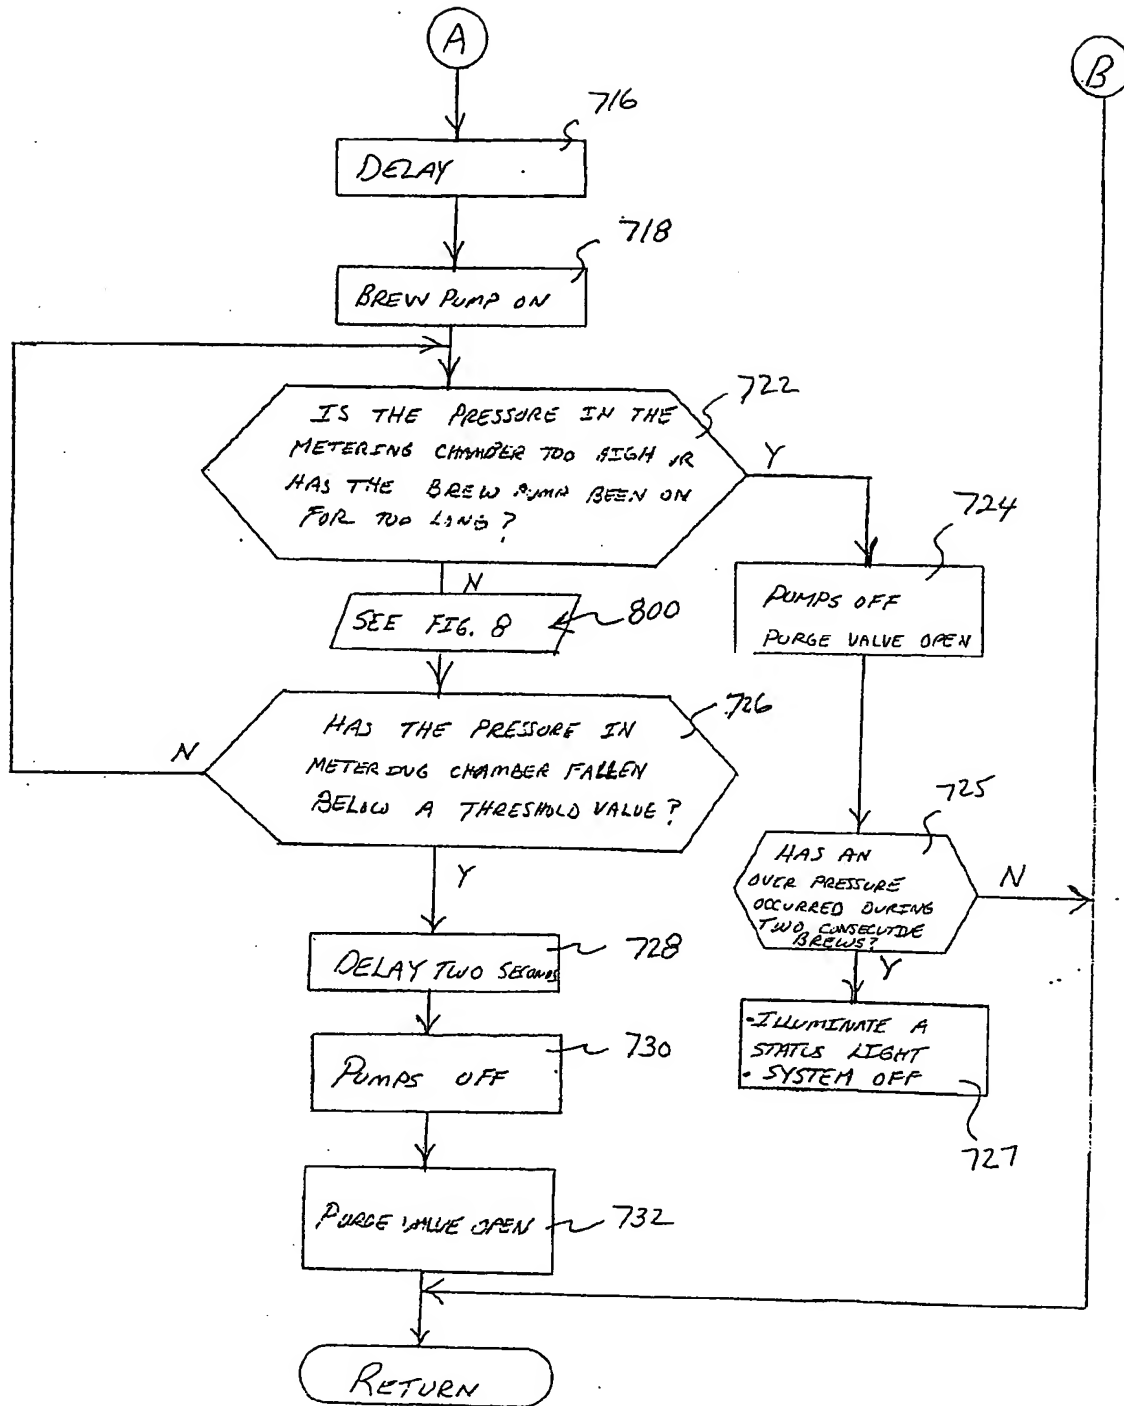 A
B
716
DELAY
718
BREW PUMP ON
722
IS THE PRESSURE IN THE
METERING CHAMBER TOO HIGH OR
HAS THE BREW PUMP BEEN ON
FOR TOO LONG?
Y
N
724
PUMPS OFF
PURGE VALVE OPEN
SEE FIG. 8
800
726
HAS THE PRESSURE IN
METERING CHAMBER FALLEN
BELOW A THRESHOLD VALUE?
N
Y
725
HAS AN
OVER PRESSURE
OCCURRED DURING
TWO CONSECUTIVE
BREWS?
N
Y
728
DELAY TWO SECONDS
727
•ILLUMINATE A
STATUS LIGHT
• SYSTEM OFF
730
PUMPS OFF
732
PURGE VALVE OPEN
RETURN